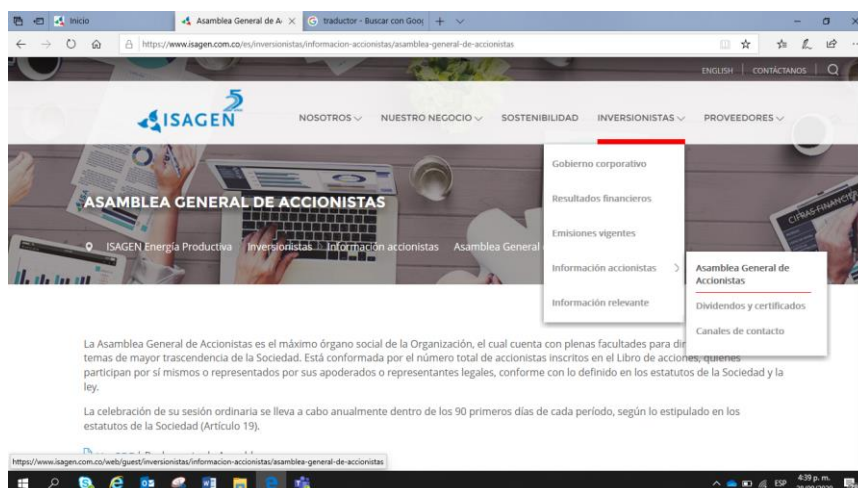 Inicio
Asamblea General de A
traductor - Buscar con Goog
https://www.isagen.com.co/es/inversionistas/informacion-accionistas/asamblea-general-de-accionistas
ENGLISH | CONTÁCTANOS
ISAGEN
NOSOTROS NUESTRO NEGOCIO SOSTENIBILIDAD INVERSIONISTAS PROVEEDORES
Gobierno corporativo
Resultados financieros
Emisiones vigentes
Información accionistas
Información relevante
Asamblea General de
Accionistas
Dividendos y certificados
Canales de contacto
ASAMBLEA GENERAL DE ACCIONISTAS
CIFRAS FINANCI
ISAGEN Energía Productiva Inversionistas Información accionistas Asamblea General
La Asamblea General de Accionistas es el máximo órgano social de la Organización, el cual cuenta con plenas facultades para dir
temas de mayor trascendencia de la Sociedad. Está conformada por el número total de accionistas inscritos en el Libro de acciones, quienes
participan por sí mismos o representados por sus apoderados o representantes legales, conforme con lo definido en los estatutos de la Sociedad y la
ley.
La celebración de su sesión ordinaria se lleva a cabo anualmente dentro de los 90 primeros días de cada período, según lo estipulado en los
estatutos de la Sociedad (Artículo 19).
https://www.isagen.com.co/web/guest/inversionistas/informacion-accionistas/asamblea-general-de-accionistas
ESP
4:39 p. m.